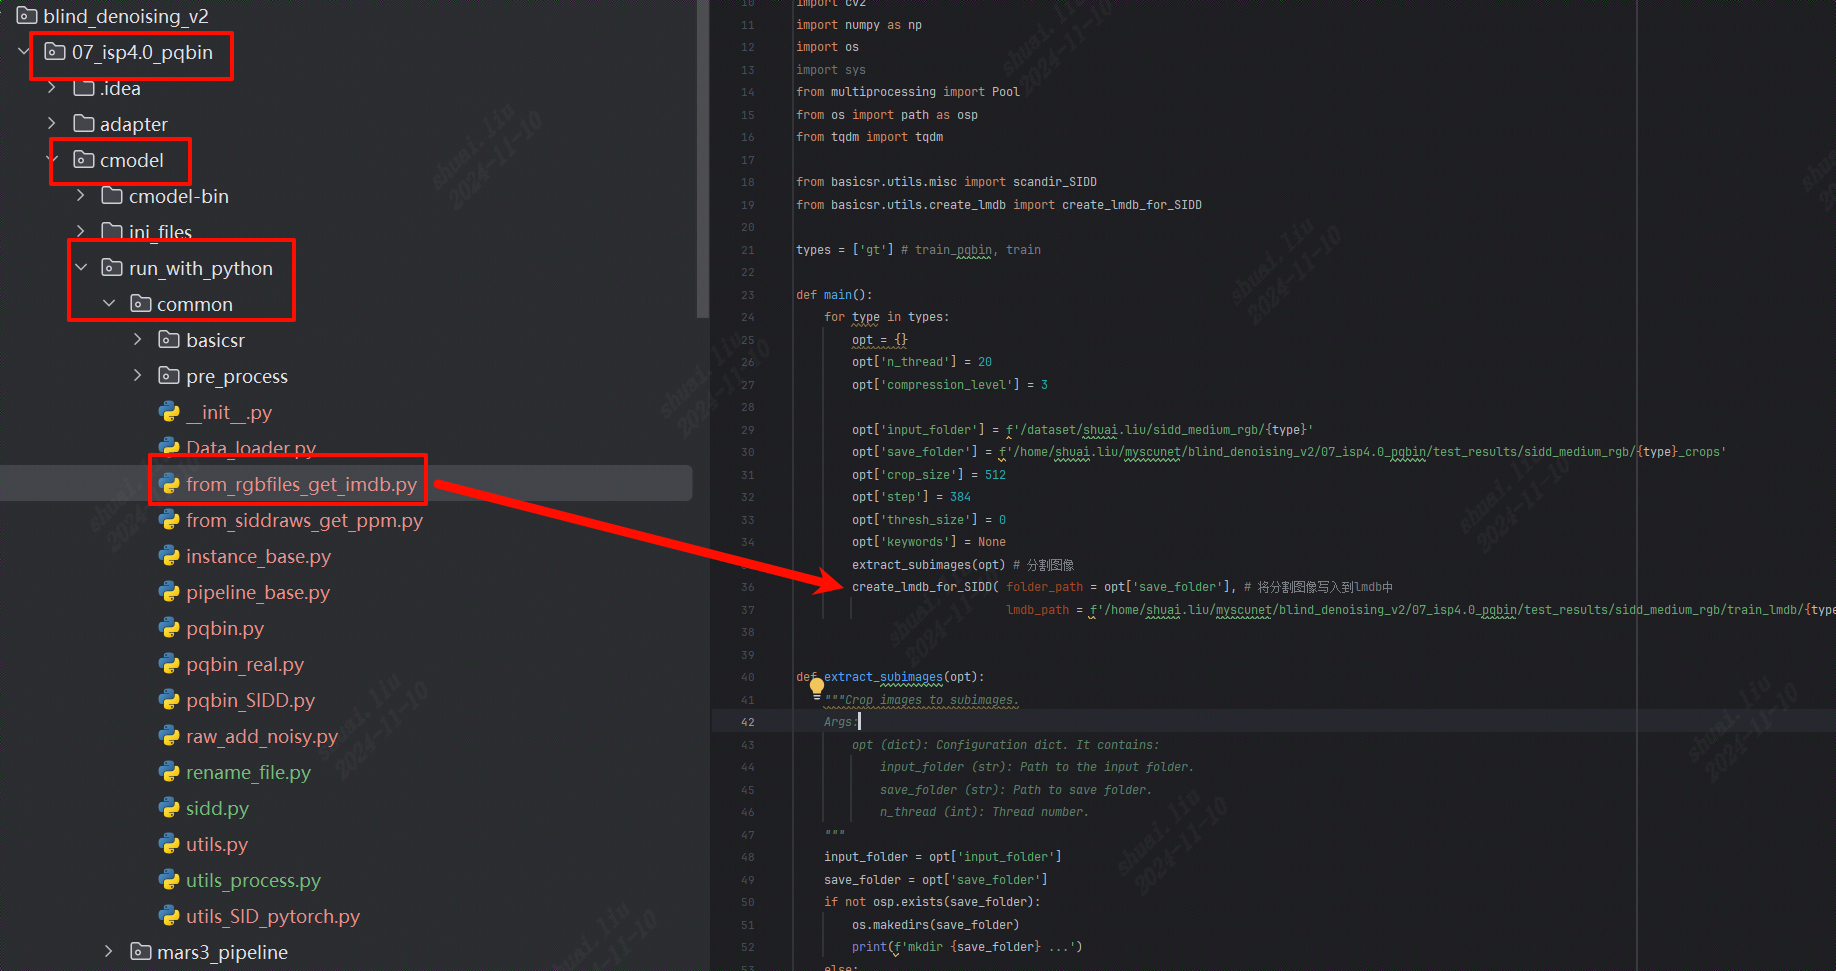 blind_denoising_v2
07_isp4.0_pqbin
.idea
adapter
cmodel
cmodel-bin
ini_files
run_with_python
common
basicsr
pre_process
__init__.py
Data_loader.py
from_rgbfiles_get_imdb.py
from_siddraws_get_ppm.py
instance_base.py
pipeline_base.py
pqbin.py
pqbin_real.py
pqbin_SIDD.py
raw_add_noisy.py
rename_file.py
sidd.py
utils.py
utils_process.py
utils_SID_pytorch.py
mars3_pipeline
10 import cv2
11 import numpy as np
12 import os
13 import sys
14 from multiprocessing import Pool
15 from os import path as osp
16 from tqdm import tqdm
17
18 from basicsr.utils.misc import scandir_SIDD
19 from basicsr.utils.create_lmdb import create_lmdb_for_SIDD
20
21 types = ['gt'] # train_pqbin, train
22
23 def main():
24 for type in types:
25 opt = {}
26 opt['n_thread'] = 20
27 opt['compression_level'] = 3
28
29 opt['input_folder'] = f'/dataset/shuai.liu/sidd_medium_rgb/{type}'
30 opt['save_folder'] = f'/home/shuai.liu/myscunet/blind_denoising_v2/07_isp4.0_pqbin/test_results/sidd_medium_rgb/{type}_crops'
31 opt['crop_size'] = 512
32 opt['step'] = 384
33 opt['thresh_size'] = 0
34 opt['keywords'] = None
extract_subimages(opt) # 分割图像
36 create_lmdb_for_SIDD( folder_path = opt['save_folder'], # 将分割图像写入到lmdb中
37 lmdb_path = f'/home/shuai.liu/myscunet/blind_denoising_v2/07_isp4.0_pqbin/test_results/sidd_medium_rgb/train_lmdb/{type
38
39
40 def extract_subimages(opt):
41 """Crop images to subimages.
42 Args:
43 opt (dict): Configuration dict. It contains:
44 input_folder (str): Path to the input folder.
45 save_folder (str): Path to save folder.
46 n_thread (int): Thread number.
47 """
48 input_folder = opt['input_folder']
49 save_folder = opt['save_folder']
50 if not osp.exists(save_folder):
51 os.makedirs(save_folder)
52 print(f'mkdir {save_folder} ...')
53 else:
shuai.liu
2024-11-10